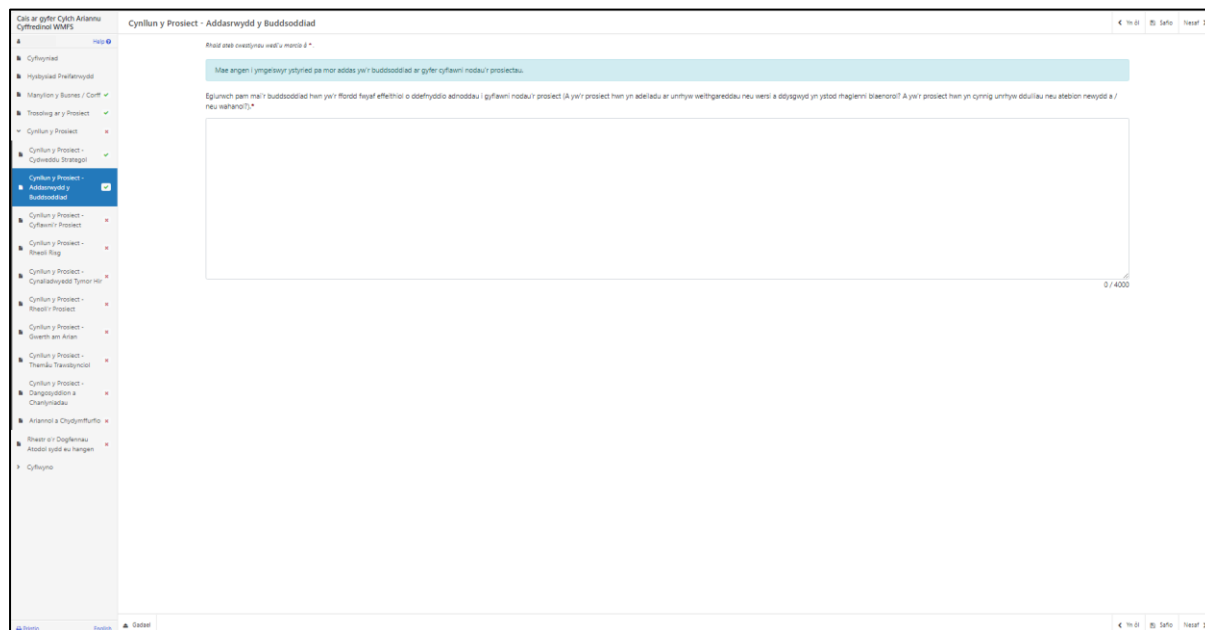 Cais ar gyfer Cylch Ariannu
Cyffredinol WMFS
Help
Cyflwyniad
Hysbysiad Preifatrwydd
Manylion y Busnes / Corff
Trosolwg ar y Prosiect
Cynllun y Prosiect
Cynllun y Prosiect -
Cydweddu Strategol
Cynllun y Prosiect -
Addasrwydd y
Buddsoddiad
Cynllun y Prosiect -
Cyflawni'r Prosiect
Cynllun y Prosiect -
Rheoli Risg
Cynllun y Prosiect -
Cynaliadwyedd Tymor Hir
Cynllun y Prosiect -
Rheoli'r Prosiect
Cynllun y Prosiect -
Gwerth am Arian
Cynllun y Prosiect -
Themâu Trawsbynciol
Cynllun y Prosiect -
Dangosyddion a
Chanlyniadau
Ariannol a Chydymffurfio
Rhestr o'r Dogfennau
Atodol sydd eu hangen
Cyflwyno
English
Cynllun y Prosiect - Addasrwydd y Buddsoddiad
Yn ôl Safio Nesaf
Rhaid ateb cwestiynau wedi'u marcio â *.
Mae angen i ymgeiswyr ystyried pa mor addas yw'r buddsoddiad ar gyfer cyflawni nodau'r prosiectau.
Eglurwch pam mai'r buddsoddiad hwn yw'r ffordd fwyaf effeithiol o ddefnyddio adnoddau i gyflawni nodau'r prosiect (A yw'r prosiect hwn yn adeiladu ar unrhyw weithgareddau neu wersi a ddysgwyd yn ystod rhaglenni blaenorol? A yw'r prosiect hwn yn cynnig unrhyw ddulliau neu atebion newydd a /
neu wahanol?).*
0 / 4000
Gadael
Yn ôl Safio Nesaf